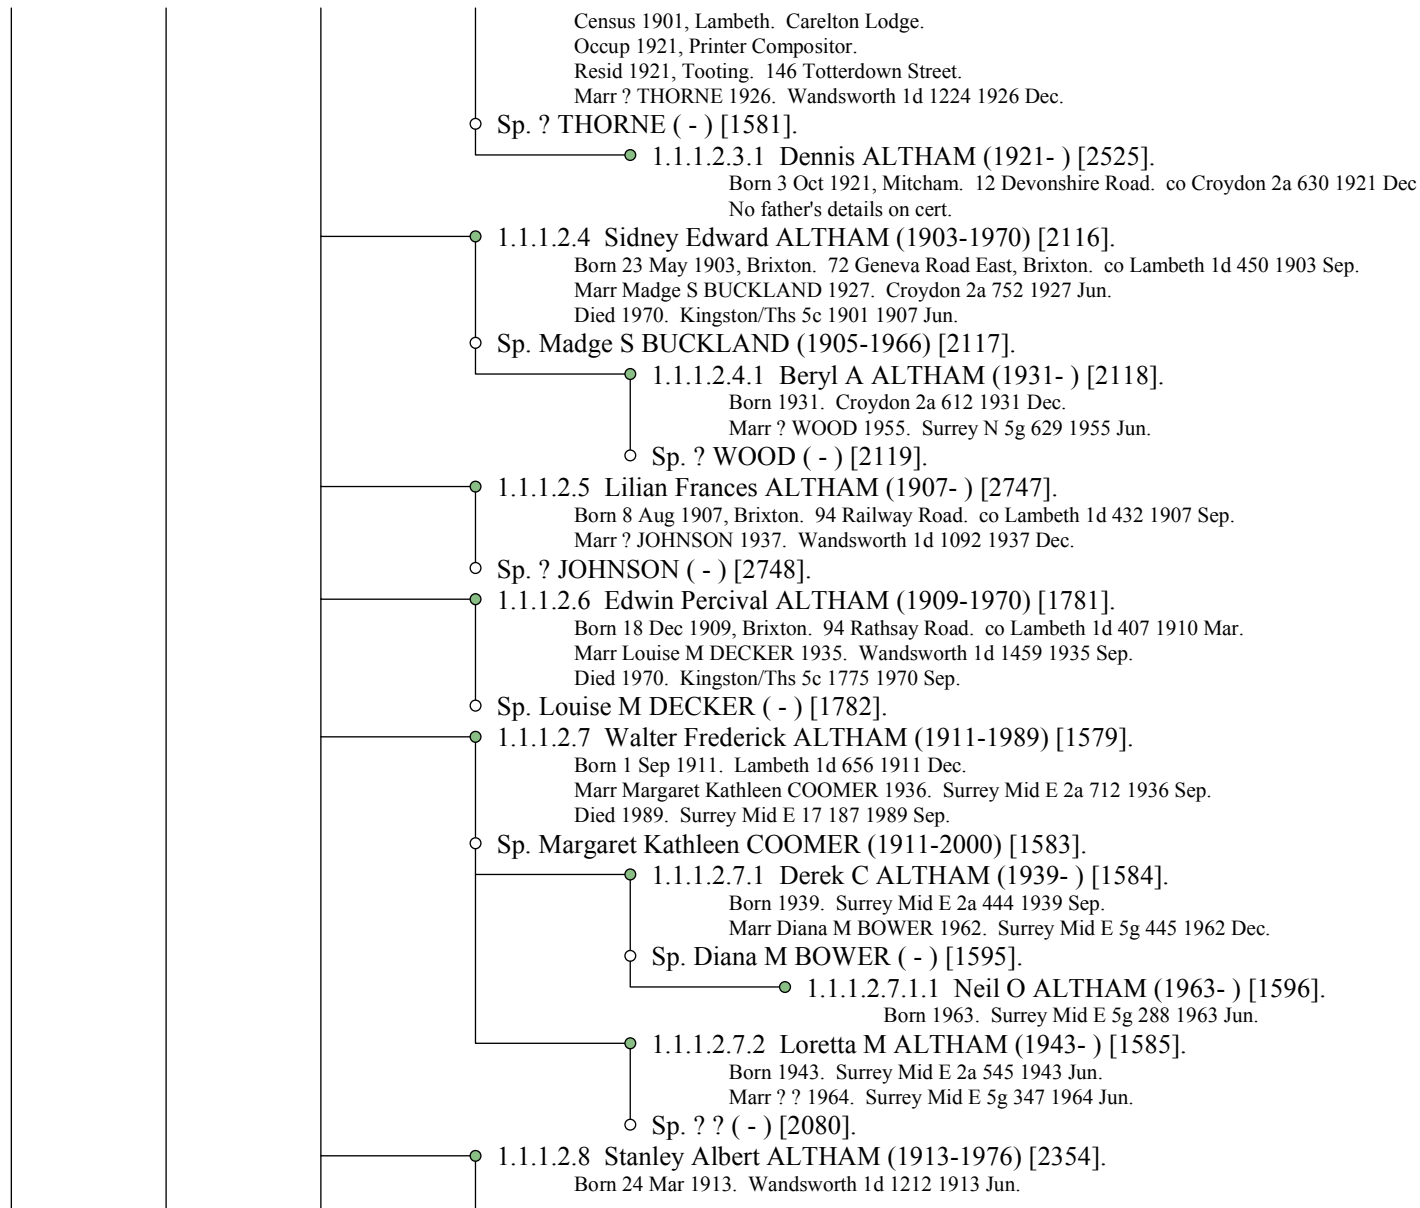 Census 1901, Lambeth.  Carelton Lodge.
Occup 1921, Printer Compositor.
Resid 1921, Tooting.  146 Totterdown Street.
Marr ? THORNE 1926.  Wandsworth 1d 1224 1926 Dec.
Sp. ? THORNE ( - ) [1581].
1.1.1.2.3.1  Dennis ALTHAM (1921- ) [2525].
Born 3 Oct 1921, Mitcham.  12 Devonshire Road.  co Croydon 2a 630 1921 Dec
No father's details on cert.
1.1.1.2.4  Sidney Edward ALTHAM (1903-1970) [2116].
Born 23 May 1903, Brixton.  72 Geneva Road East, Brixton.  co Lambeth 1d 450 1903 Sep.
Marr Madge S BUCKLAND 1927.  Croydon 2a 752 1927 Jun.
Died 1970.  Kingston/Ths 5c 1901 1907 Jun.
Sp. Madge S BUCKLAND (1905-1966) [2117].
1.1.1.2.4.1  Beryl A ALTHAM (1931- ) [2118].
Born 1931.  Croydon 2a 612 1931 Dec.
Marr ? WOOD 1955.  Surrey N 5g 629 1955 Jun.
Sp. ? WOOD ( - ) [2119].
1.1.1.2.5  Lilian Frances ALTHAM (1907- ) [2747].
Born 8 Aug 1907, Brixton.  94 Railway Road.  co Lambeth 1d 432 1907 Sep.
Marr ? JOHNSON 1937.  Wandsworth 1d 1092 1937 Dec.
Sp. ? JOHNSON ( - ) [2748].
1.1.1.2.6  Edwin Percival ALTHAM (1909-1970) [1781].
Born 18 Dec 1909, Brixton.  94 Rathsay Road.  co Lambeth 1d 407 1910 Mar.
Marr Louise M DECKER 1935.  Wandsworth 1d 1459 1935 Sep.
Died 1970.  Kingston/Ths 5c 1775 1970 Sep.
Sp. Louise M DECKER ( - ) [1782].
1.1.1.2.7  Walter Frederick ALTHAM (1911-1989) [1579].
Born 1 Sep 1911.  Lambeth 1d 656 1911 Dec.
Marr Margaret Kathleen COOMER 1936.  Surrey Mid E 2a 712 1936 Sep.
Died 1989.  Surrey Mid E 17 187 1989 Sep.
Sp. Margaret Kathleen COOMER (1911-2000) [1583].
1.1.1.2.7.1  Derek C ALTHAM (1939- ) [1584].
Born 1939.  Surrey Mid E 2a 444 1939 Sep.
Marr Diana M BOWER 1962.  Surrey Mid E 5g 445 1962 Dec.
Sp. Diana M BOWER ( - ) [1595].
1.1.1.2.7.1.1  Neil O ALTHAM (1963- ) [1596].
Born 1963.  Surrey Mid E 5g 288 1963 Jun.
1.1.1.2.7.2  Loretta M ALTHAM (1943- ) [1585].
Born 1943.  Surrey Mid E 2a 545 1943 Jun.
Marr ? ? 1964.  Surrey Mid E 5g 347 1964 Jun.
Sp. ? ? ( - ) [2080].
1.1.1.2.8  Stanley Albert ALTHAM (1913-1976) [2354].
Born 24 Mar 1913.  Wandsworth 1d 1212 1913 Jun.